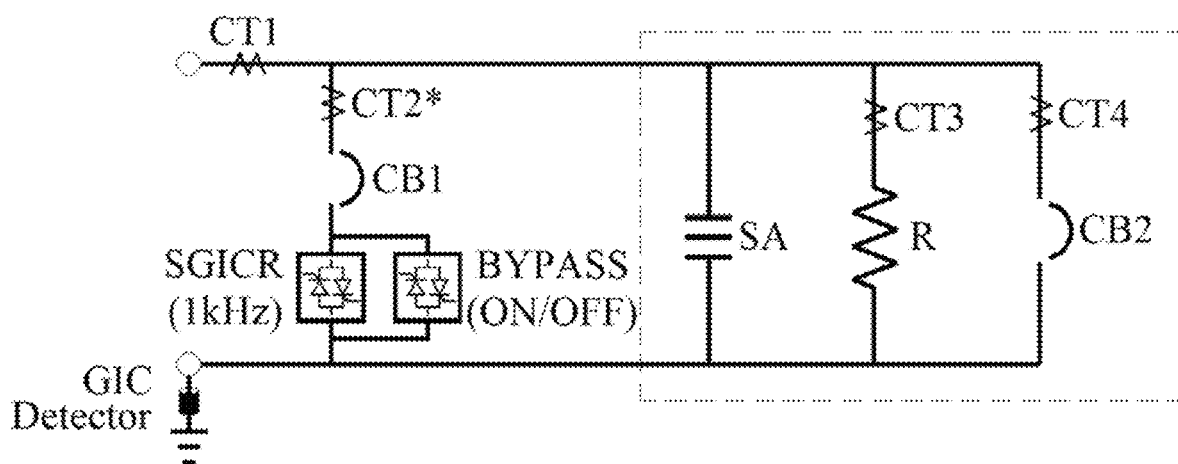 CT1
CT2*
CT3
CT4
CB1
SGICR
(1kHz)
BYPASS
(ON/OFF)
SA
R
CB2
GIC
Detector